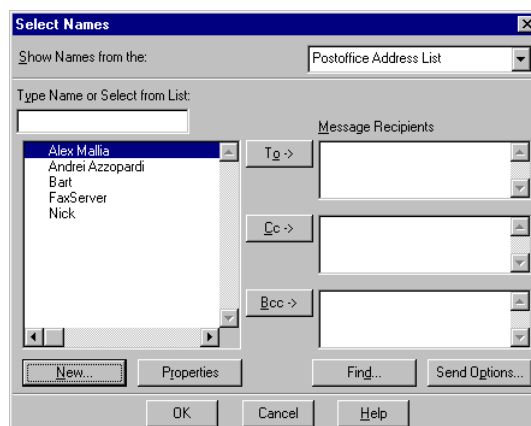 Select Names
Show Names from the:
Postoffice Address List
Type Name or Select from List:
Message Recipients
Alex Mallia
Andrei Azzopardi
Bart
FaxServer
Nick
To ->
Cc ->
Bcc ->
New...
Properties
Find...
Send Options...
OK
Cancel
Help